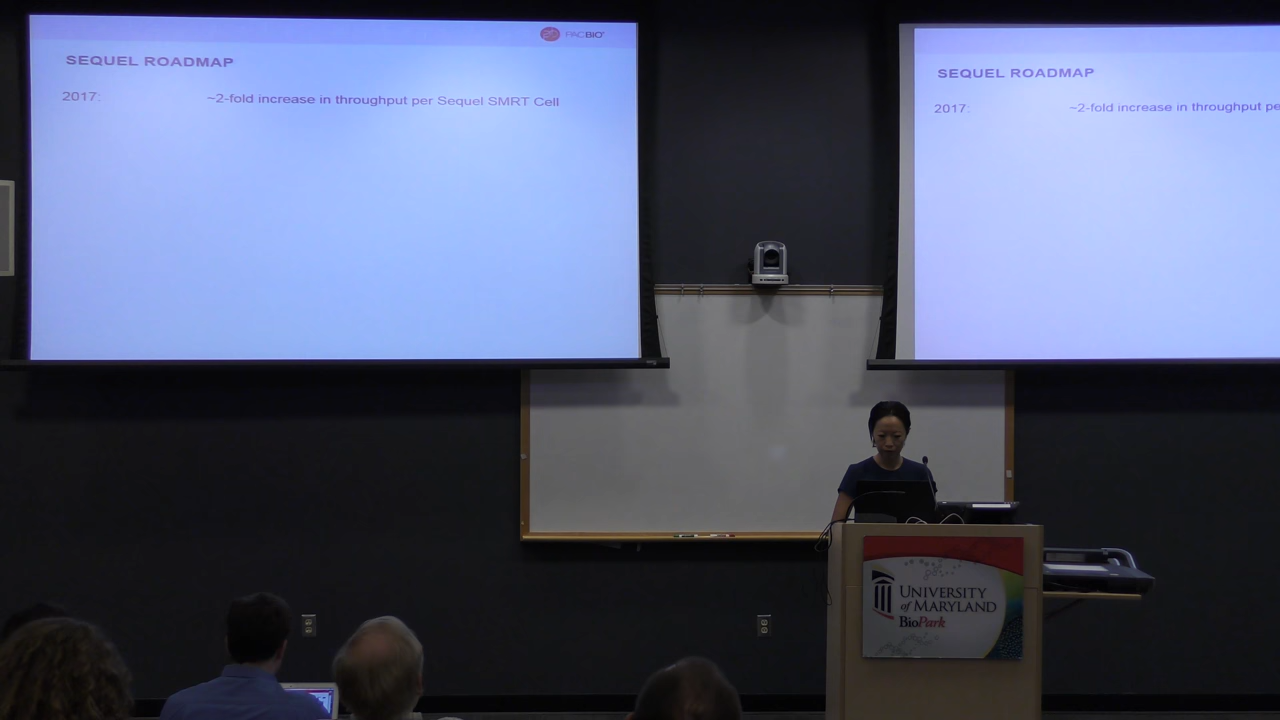 PACBIO®
SEQUEL ROADMAP
2017: ~2-fold increase in throughput per Sequel SMRT Cell
SEQUEL ROADMAP
2017: ~2-fold increase in throughput pe
UNIVERSITY
of MARYLAND
BioPark